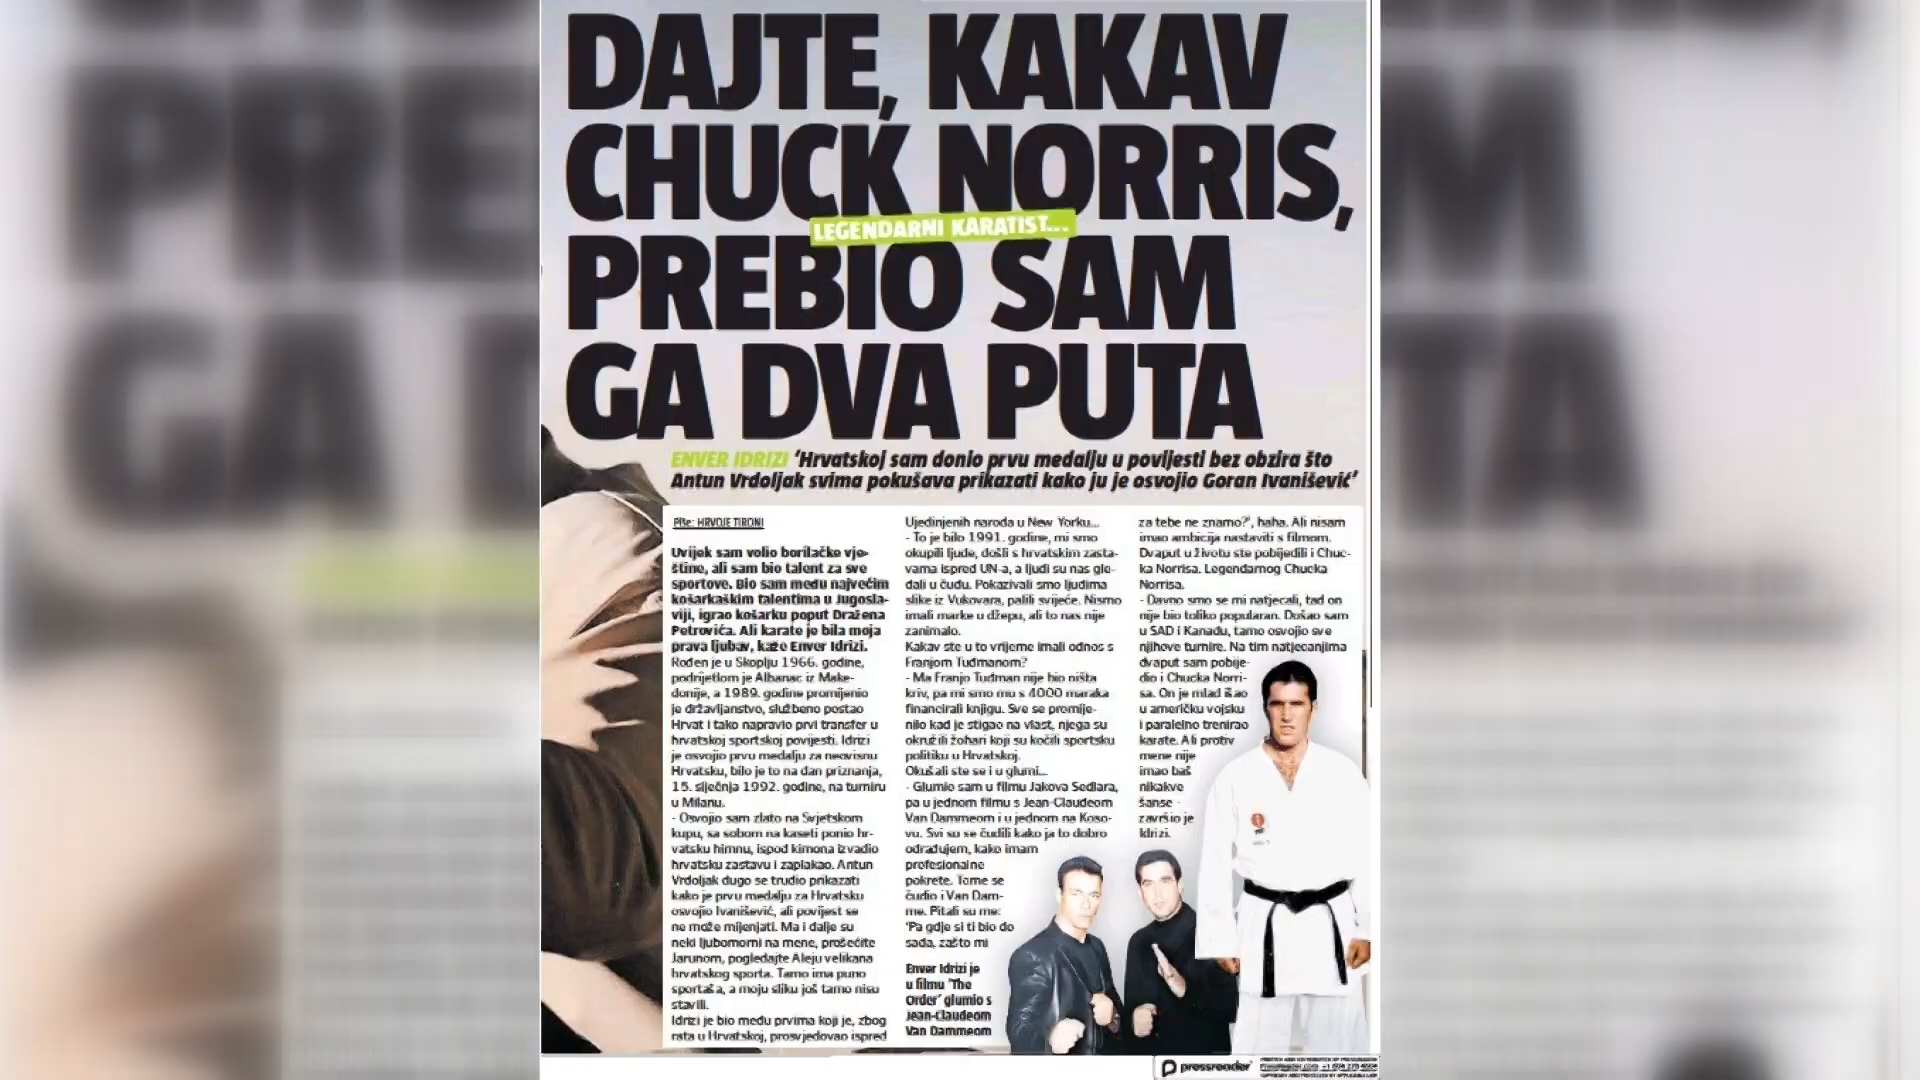 DAJTE, KAKAV
CHUCK NORRIS,
LEGENDARNI KARATIST...
PREBIO SAM
GA DVA PUTA
ENVER IDRIZI 'Hrvatskoj sam donio prvu medalju u povijesti bez obzira što
Antun Vrdoljak svima pokušava prikazati kako ju je osvojio Goran Ivanišević'
Piše: HRVOJE TIRONI
Uvijek sam volio borilačke vje-
štine, ali sam bio talent za sve
sportove. Bio sam među najvećim
košarkaškim talentima u Jugosla-
viji, igrao košarku poput Dražena
Petrovića. Ali karate je bila moja
prava ljubav, kaže Enver Idrizi.
Rođen je u Skoplju 1966. godine,
podrijetlom je Albanac iz Make-
donije, a 1989. godine promijenio
je državljanstvo, službeno postao
Hrvat i tako napravio prvi transfer u
hrvatskoj sportskoj povijesti. Idrizi
je osvojio prvu medalju za neovisnu
Hrvatsku, bilo je to na dan priznanja,
15. siječnja 1992. godine, na turniru
u Milanu.
- Osvojio sam zlato na Svjetskom
kupu, sa sobom na kaseti ponio hr-
vatsku himnu, ispod kimona izvadio
hrvatsku zastavu i zaplakao. Antun
Vrdoljak dugo se trudio prikazati
kako je prvu medalju za Hrvatsku
osvojio Ivanišević, ali povijest se
ne može mijenjati. Ma i dalje su
neki ljubomorni na mene, prošećite
Jarunom, pogledajte Aleju velikana
hrvatskog sporta. Tamo ima puno
sportaša, a moju sliku još tamo nisu
stavili.
Idrizi je bio među prvima koji je, zbog
rata u Hrvatskoj, prosvjedovao ispred
Ujedinjenih naroda u New Yorku...
- To je bilo 1991. godine, mi smo
okupili ljude, došli s hrvatskim zasta-
vama ispred UN-a, a ljudi su nas gle-
dali u čudu. Pokazivali smo ljudima
slike iz Vukovara, palili svijeće. Nismo
imali marke u džepu, ali to nas nije
zanimalo.
Kakav ste u to vrijeme imali odnos s
Franjom Tuđmanom?
- Ma Franjo Tuđman nije bio ništa
kriv, pa mi smo mu s 4000 maraka
financirali knjigu. Sve se promije-
nilo kad je stigao na vlast, njega su
okružili žohari koji su kočili sportsku
politiku u Hrvatskoj.
Okušali ste se i u glumi...
- Glumio sam u filmu Jakova Sedlara,
pa u jednom filmu s Jean-Claudeom
Van Dammeom i u jednom na Koso-
vu. Svi su se čudili kako ja to dobro
odrađujem, kako imam
profesionalne
pokrete. Tome se
čudio i Van Dam-
me. Pitali su me:
'Pa gdje si ti bio do
sada, zašto mi
Enver Idrizi je
u filmu 'The
Order' glumio s
Jean-Claudeom
Van Dammeom
za tebe ne znamo?', haha. Ali nisam
imao ambicija nastaviti s filmom.
Dvaput u životu ste pobijedili i Chuc-
ka Norrisa. Legendarnog Chucka
Norrisa.
- Davno smo se mi natjecali, tad on
nije bio toliko popularan. Došao sam
u SAD i Kanadu, tamo osvojio sve
njihove turnire. Na tim natjecanjima
dvaput sam pobije-
dio i Chucka Norri-
sa. On je mlad išao
u američku vojsku
i paralelno trenirao
karate. Ali protiv
mene nije
imao baš
nikakve
šanse -
završio je
Idrizi.
pressreader